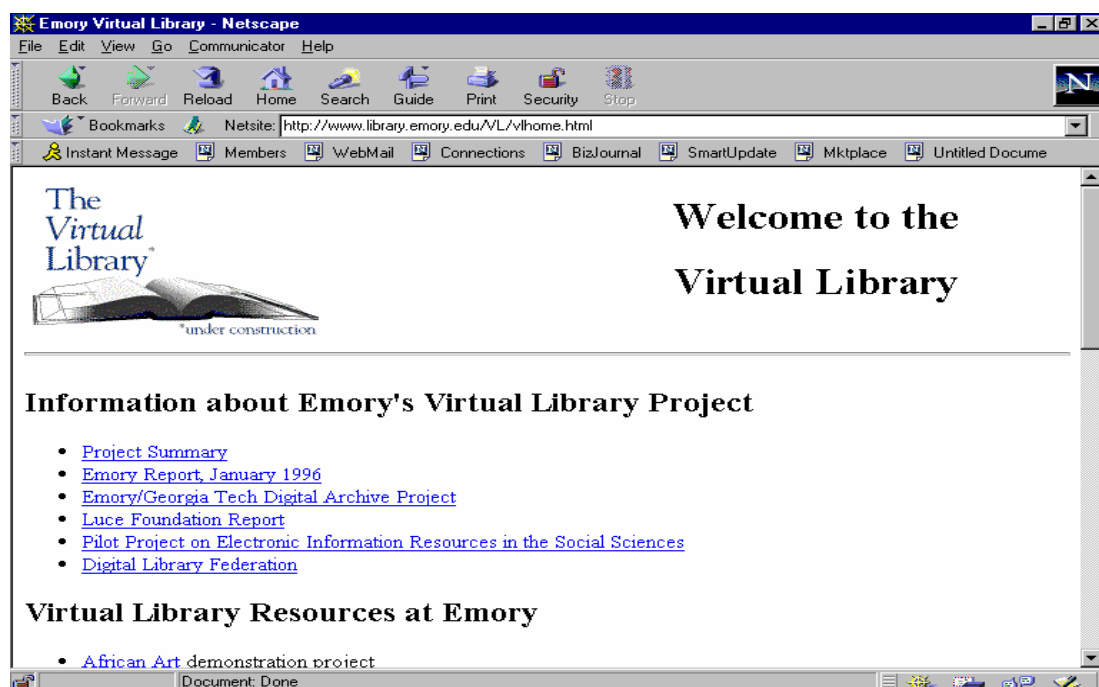 Emory Virtual Library - Netscape
File Edit View Go Communicator Help
Back Forward Reload Home Search Guide Print Security Stop
N
Bookmarks Netsite: http://www.library.emory.edu/VL/vlhome.html
Instant Message Members WebMail Connections BizJournal SmartUpdate Mktplace Untitled Docume
The
Virtual
Library*
*under construction
Welcome to the
Virtual Library
Information about Emory's Virtual Library Project
• Project Summary
• Emory Report, January 1996
• Emory/Georgia Tech Digital Archive Project
• Luce Foundation Report
• Pilot Project on Electronic Information Resources in the Social Sciences
• Digital Library Federation
Virtual Library Resources at Emory
• African Art demonstration project
Document: Done